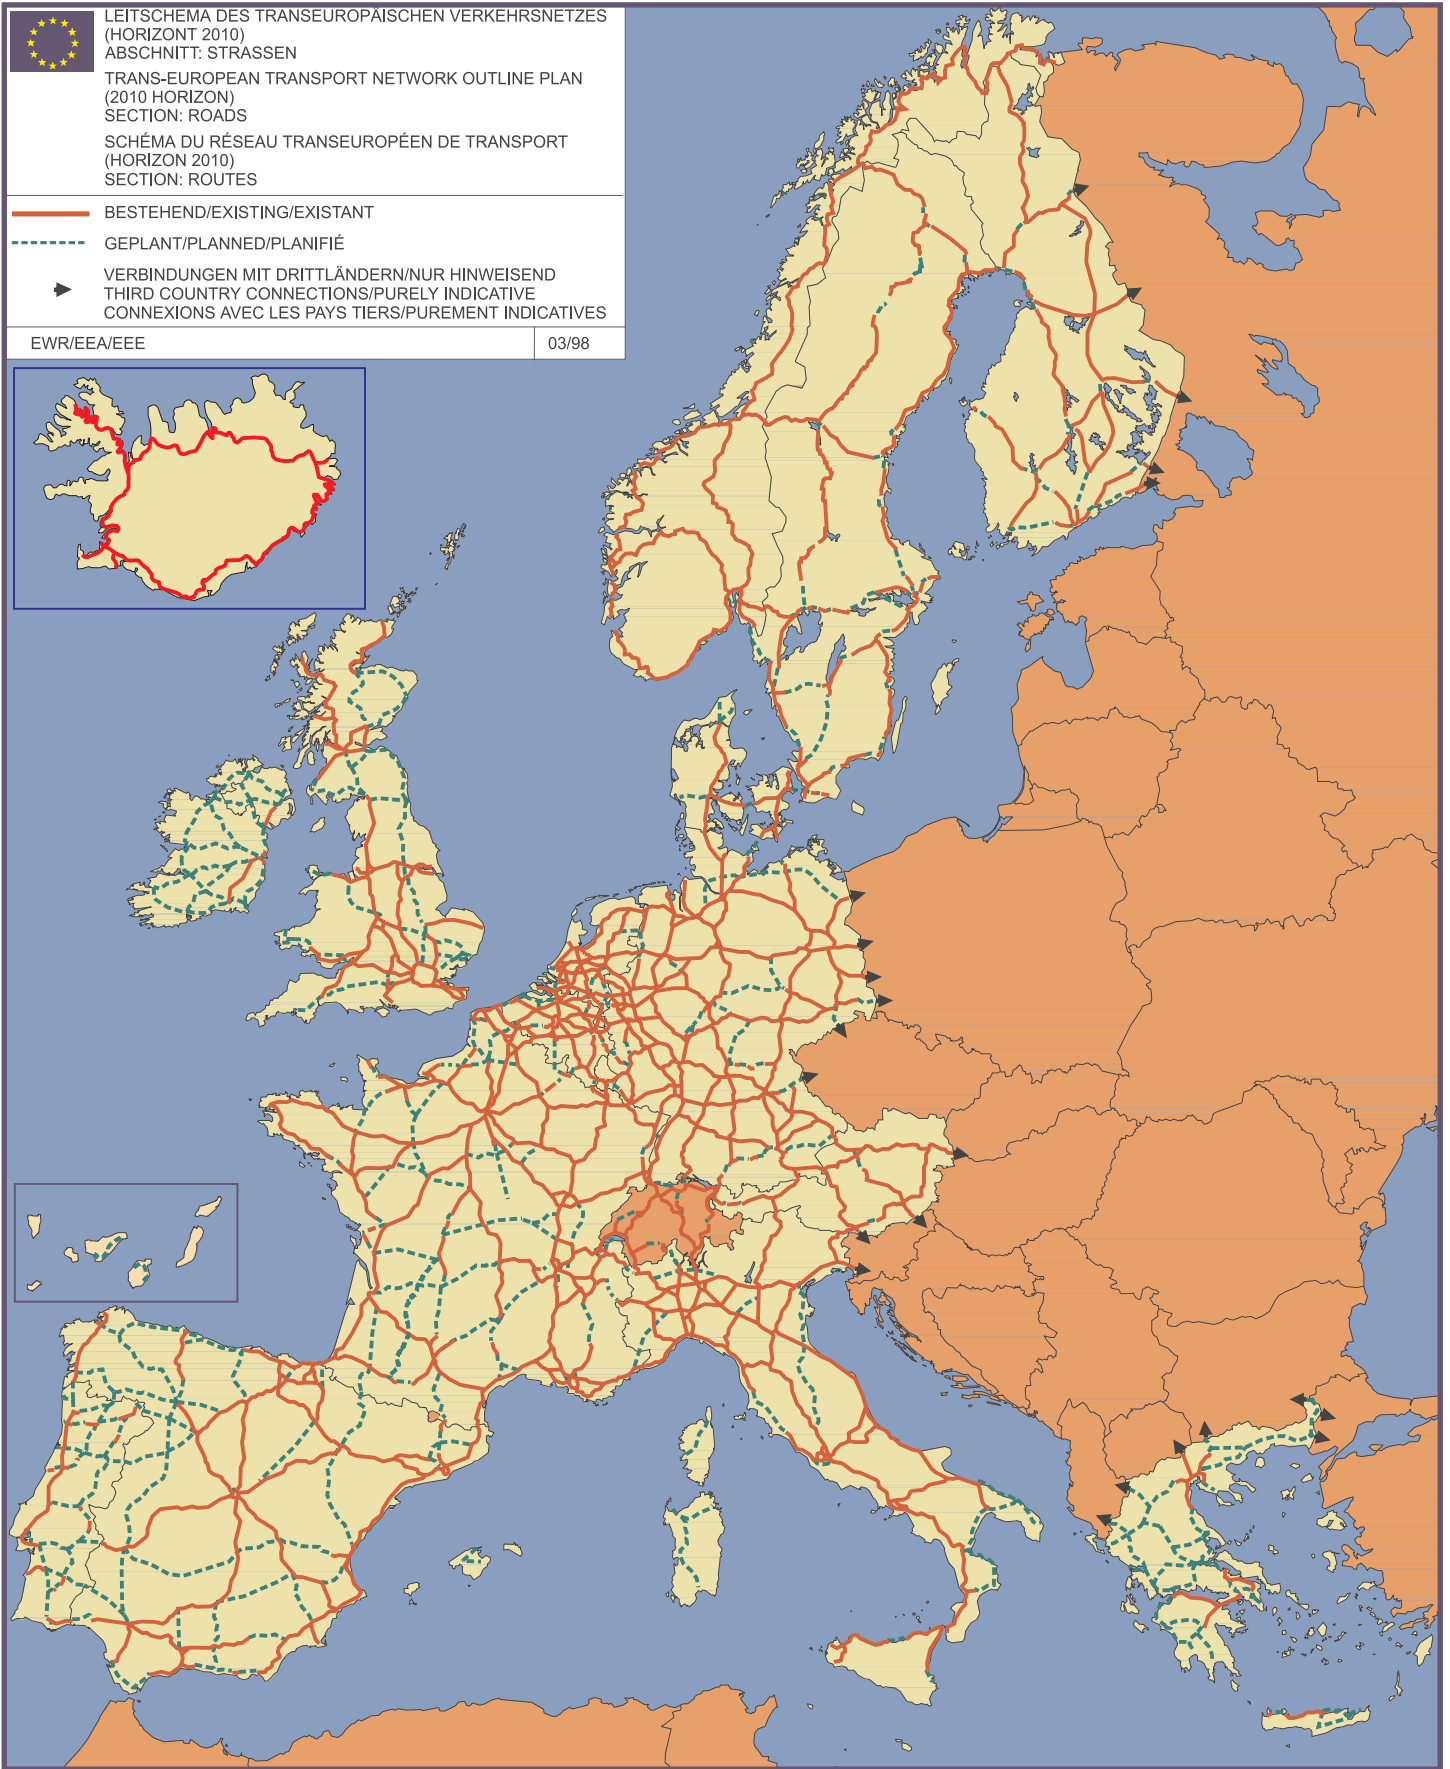 LEITSCHEMA DES TRANSEUROPÄISCHEN VERKEHRSNETZES
(HORIZONT 2010)
ABSCHNITT: STRASSEN
TRANS-EUROPEAN TRANSPORT NETWORK OUTLINE PLAN
(2010 HORIZON)
SECTION: ROADS
SCHÉMA DU RÉSEAU TRANSEUROPÉEN DE TRANSPORT
(HORIZON 2010)
SECTION: ROUTES
BESTEHEND/EXISTING/EXISTANT
GEPLANT/PLANNED/PLANIFIÉ
VERBINDUNGEN MIT DRITTLÄNDERN/NUR HINWEISEND
THIRD COUNTRY CONNECTIONS/PURELY INDICATIVE
CONNEXIONS AVEC LES PAYS TIERS/PUREMENT INDICATIVES
EWR/EEA/EEE 03/98